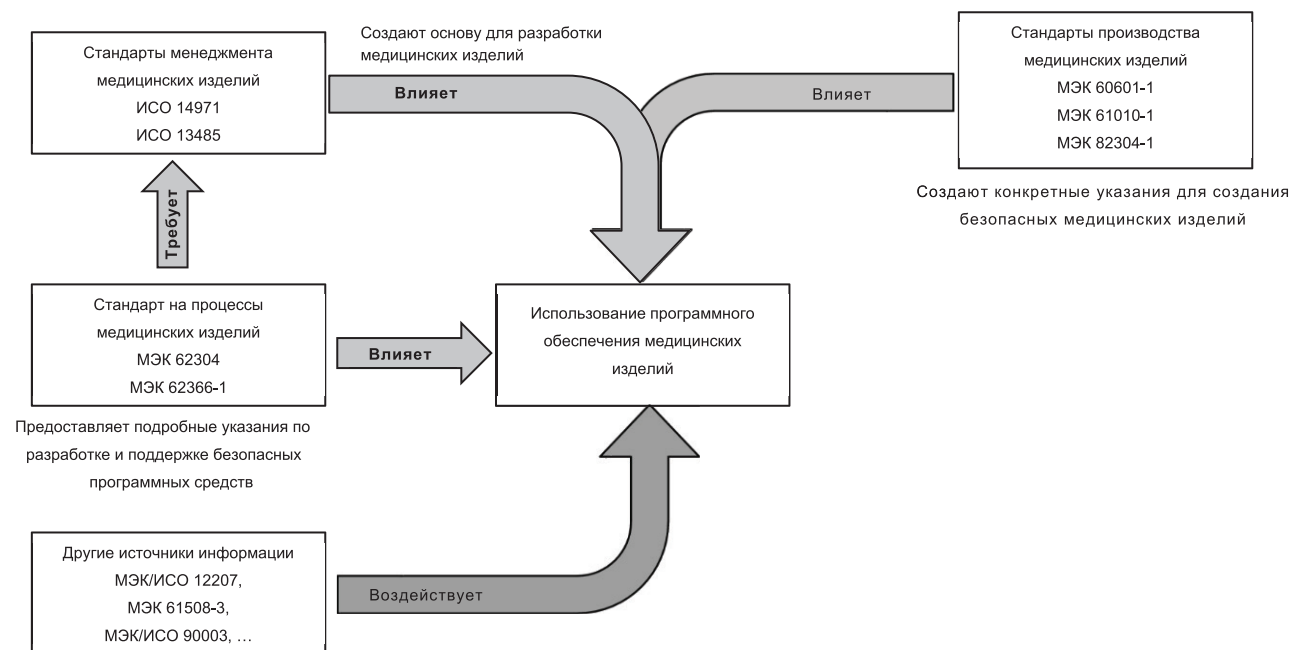 Стандарты менеджмента
медицинских изделий
ИСО 14971
ИСО 13485
Создают основу для разработки
медицинских изделий
Влияет
Влияет
Стандарты производства
медицинских изделий
МЭК 60601-1
МЭК 61010-1
МЭК 82304-1
Создают конкретные указания для создания
безопасных медицинских изделий
Требует
Стандарт на процессы
медицинских изделий
МЭК 62304
МЭК 62366-1
Влияет
Использование программного
обеспечения медицинских
изделий
Предоставляет подробные указания по
разработке и поддержке безопасных
программных средств
Другие источники информации
МЭК/ИСО 12207,
МЭК 61508-3,
МЭК/ИСО 90003, …
Воздействует